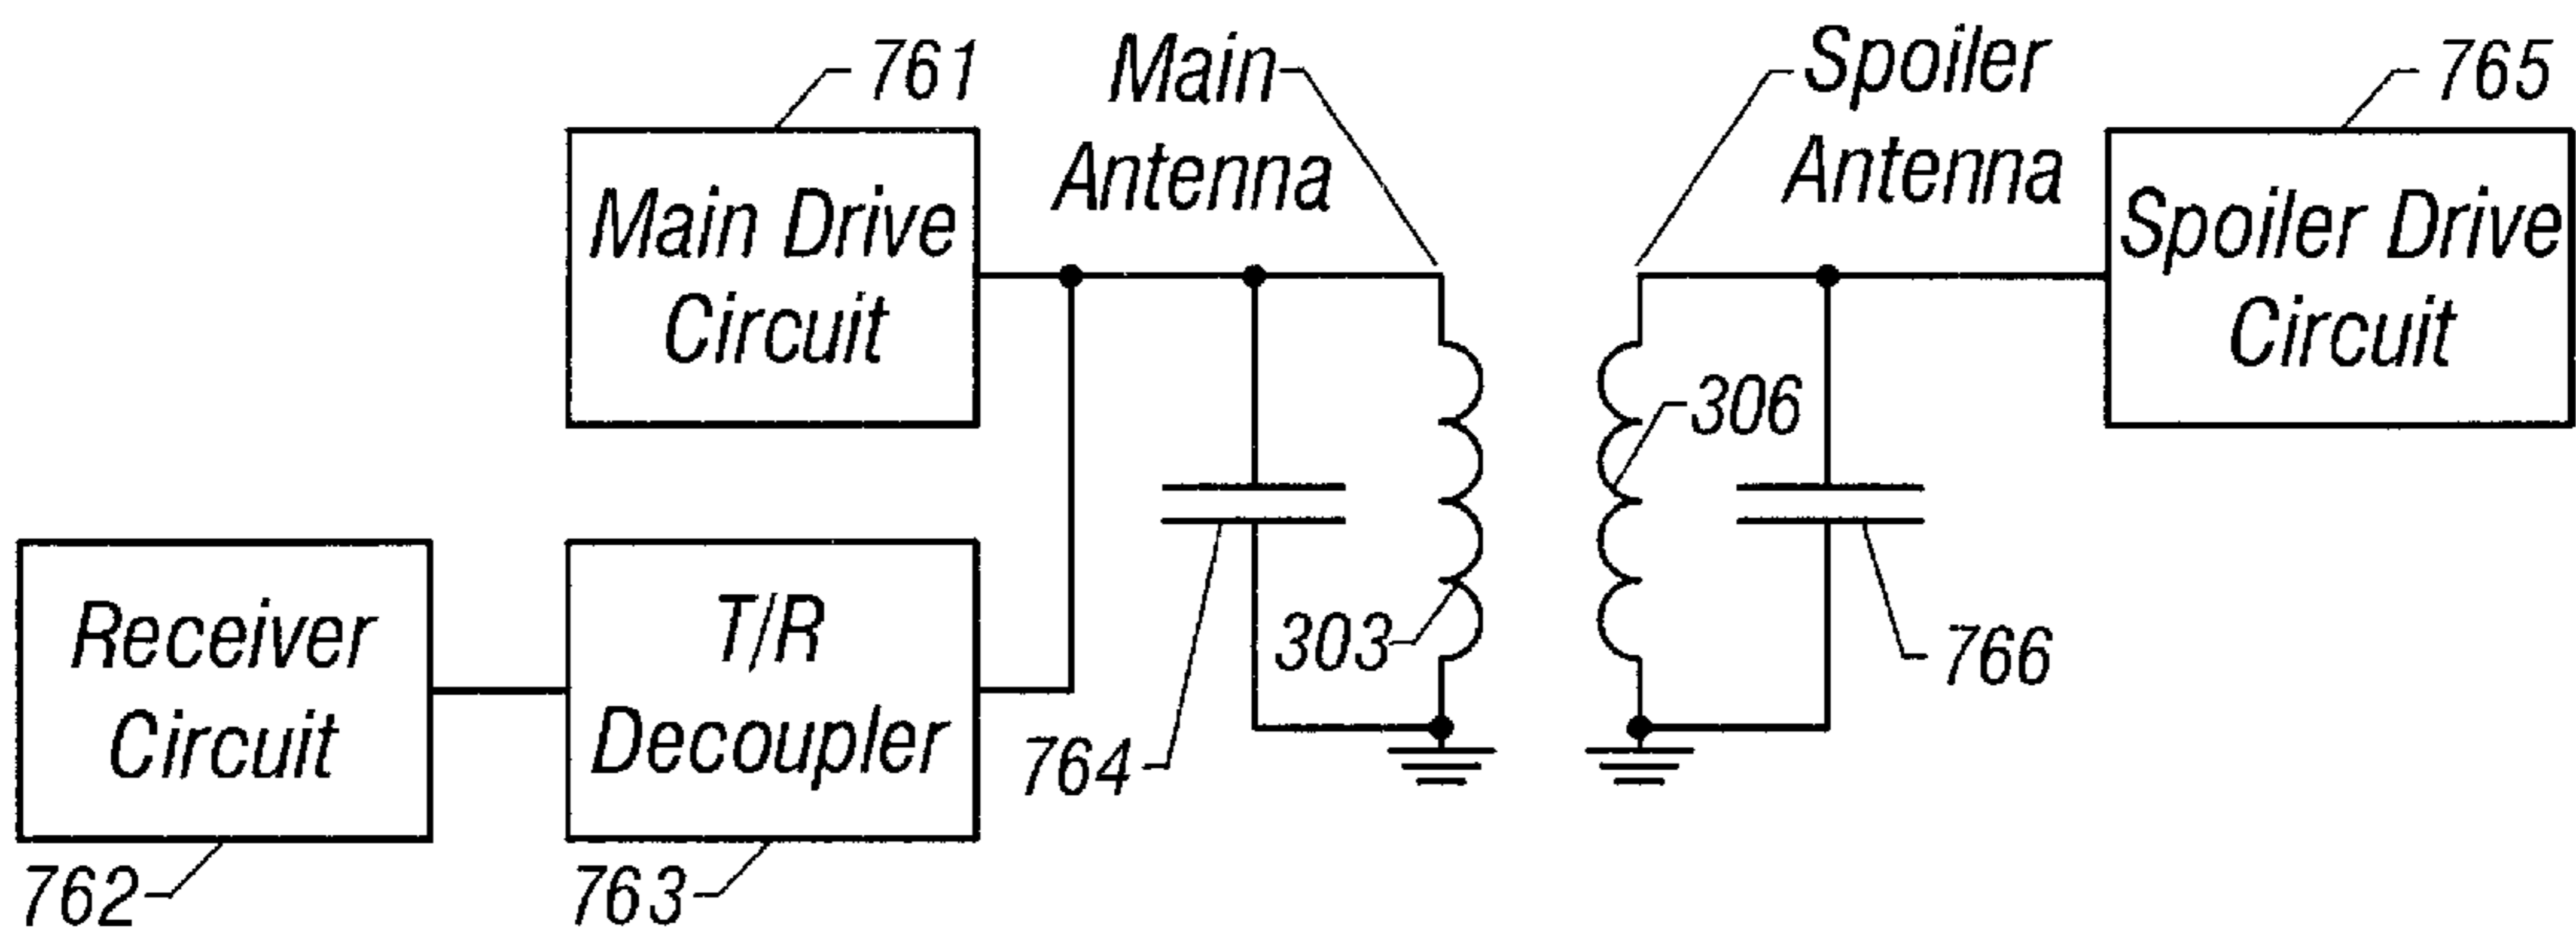 761
Main
Antenna
Spoiler
Antenna
765
Main Drive
Circuit
Spoiler Drive
Circuit
306
Receiver
Circuit
T/R
Decoupler
303
764
766
762
763